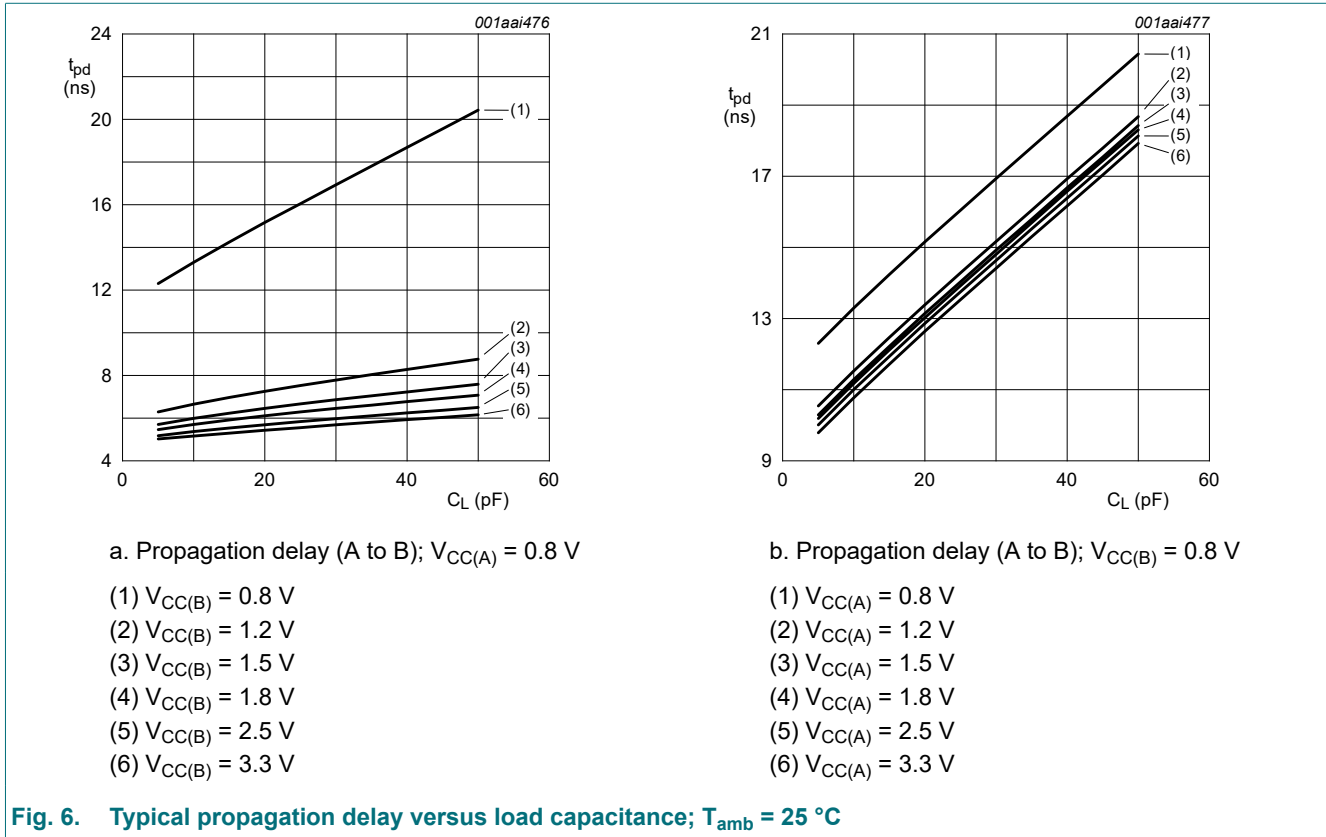 001aai476
24
t_pd
(ns)
20
16
12
8
4
0
20
40
60
C_L (pF)
(1)
(2)
(3)
(4)
(5)
(6)
a. Propagation delay (A to B); V_CC(A) = 0.8 V
(1) V_CC(B) = 0.8 V
(2) V_CC(B) = 1.2 V
(3) V_CC(B) = 1.5 V
(4) V_CC(B) = 1.8 V
(5) V_CC(B) = 2.5 V
(6) V_CC(B) = 3.3 V
001aai477
21
t_pd
(ns)
17
13
9
0
20
40
60
C_L (pF)
(1)
(2)
(3)
(4)
(5)
(6)
b. Propagation delay (A to B); V_CC(B) = 0.8 V
(1) V_CC(A) = 0.8 V
(2) V_CC(A) = 1.2 V
(3) V_CC(A) = 1.5 V
(4) V_CC(A) = 1.8 V
(5) V_CC(A) = 2.5 V
(6) V_CC(A) = 3.3 V
Fig. 6. Typical propagation delay versus load capacitance; T_amb = 25 °C